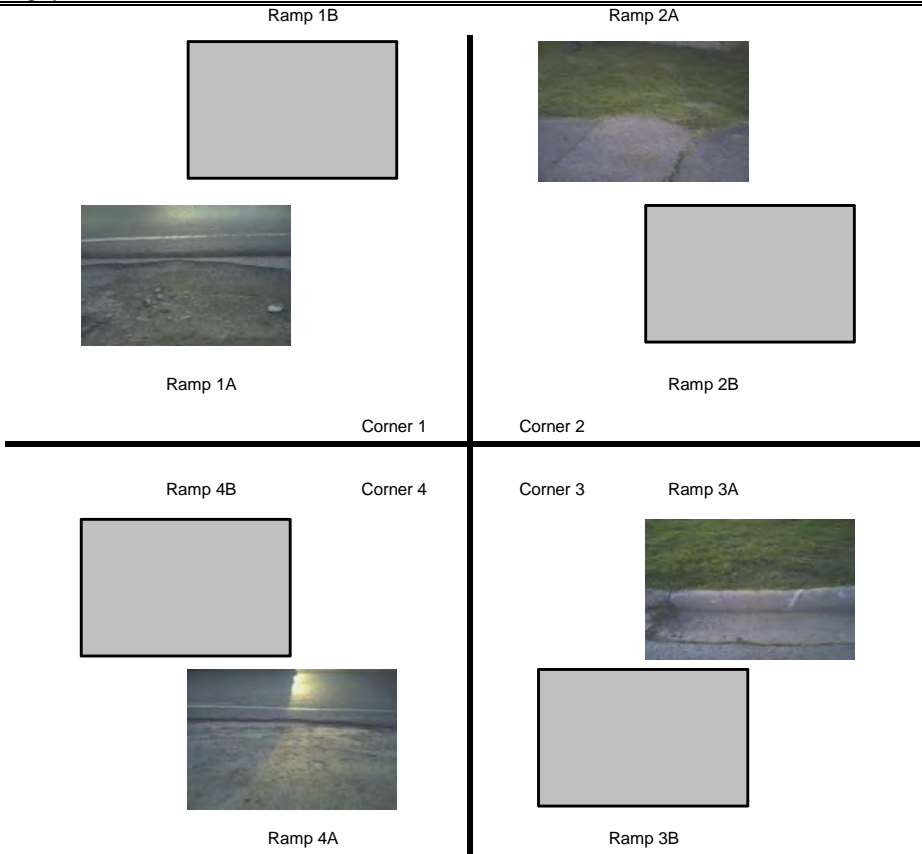 Ramp 1B Ramp 2A
Ramp 1A Ramp 2B
Corner 1 Corner 2
Ramp 4B Corner 4 Corner 3 Ramp 3A
Ramp 4A Ramp 3B